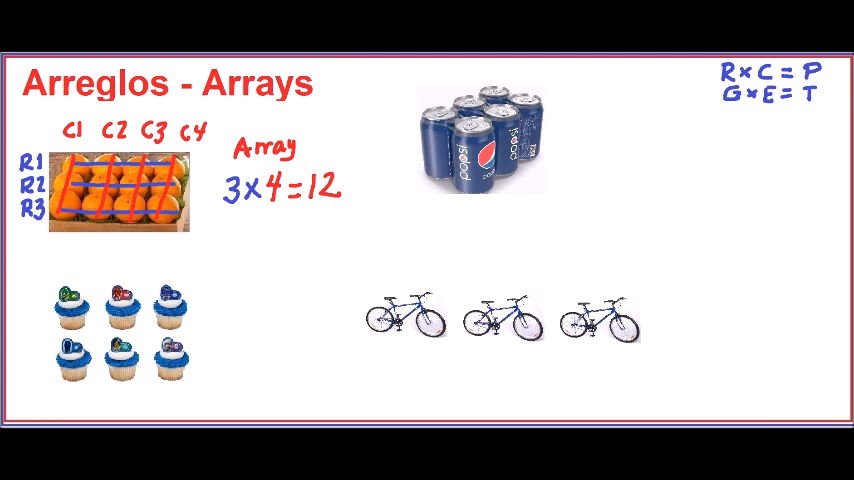 Arreglos - Arrays
R×C = P
G×E = T
C1 C2 C3 C4
Array
R1
R2
R3
3×4=12
pepsi
pepsi